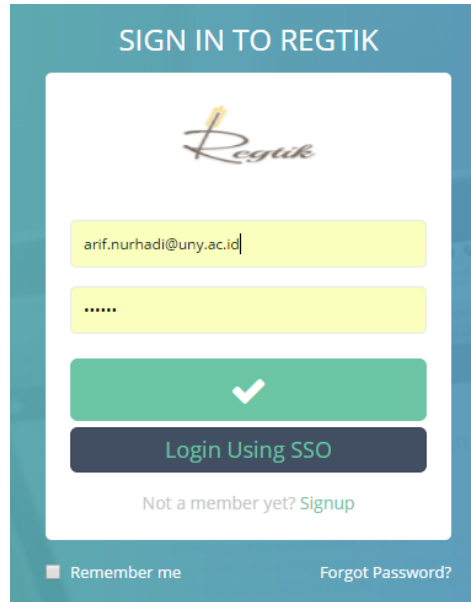 SIGN IN TO REGTIK
Regtik
arif.nurhadi@uny.ac.id
••••••
Login Using SSO
Not a member yet? Signup
Remember me
Forgot Password?